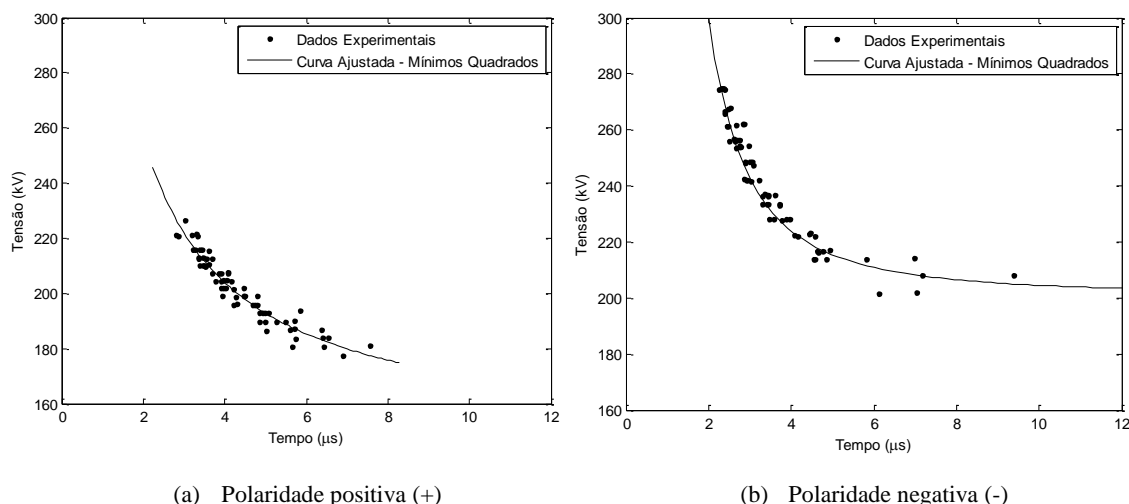 300
280
260
240
220
200
180
160
Tensão (kV)
0 2 4 6 8 10 12
Tempo (μs)
Dados Experimentais
Curva Ajustada - Mínimos Quadrados
(a) Polaridade positiva (+)
300
280
260
240
220
200
180
160
Tensão (kV)
0 2 4 6 8 10 12
Tempo (μs)
Dados Experimentais
Curva Ajustada - Mínimos Quadrados
(b) Polaridade negativa (-)